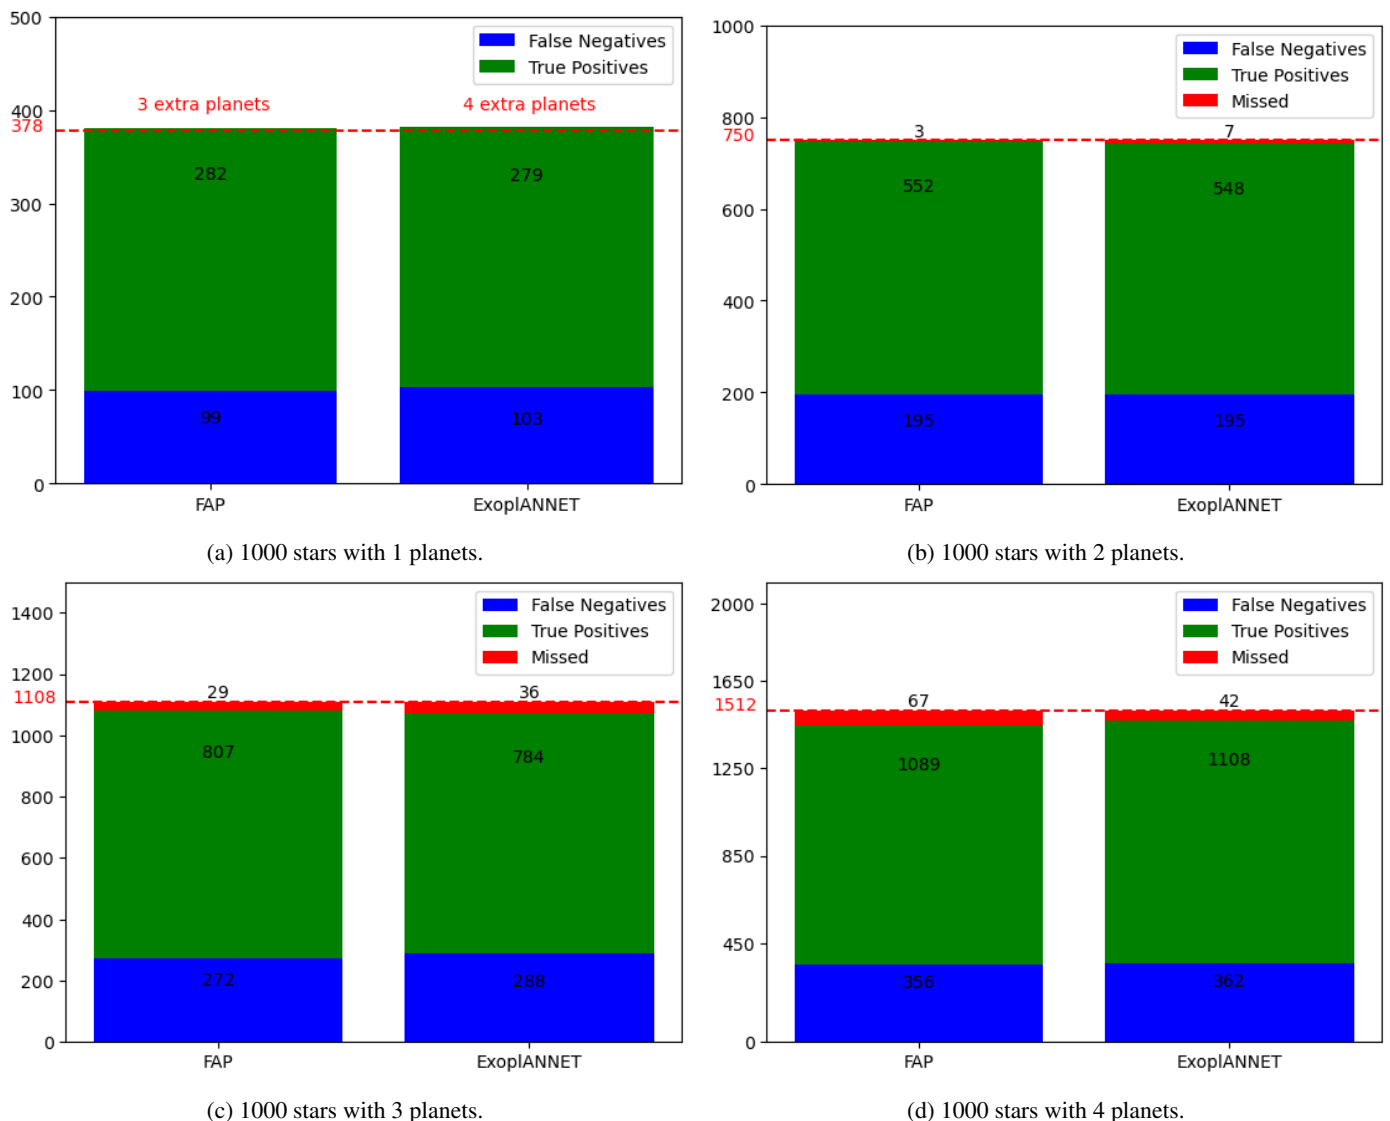 500
400
378
300
200
100
0
False Negatives
True Positives
3 extra planets
4 extra planets
282
279
99
103
FAP
ExoplANNET
(a) 1000 stars with 1 planets.
1000
800
750
600
400
200
0
False Negatives
True Positives
Missed
3
7
552
548
195
195
FAP
ExoplANNET
(b) 1000 stars with 2 planets.
1400
1200
1108
1000
800
600
400
200
0
False Negatives
True Positives
Missed
29
36
807
784
272
288
FAP
ExoplANNET
(c) 1000 stars with 3 planets.
2000
1650
1512
1250
850
450
0
False Negatives
True Positives
Missed
67
42
1089
1108
356
362
FAP
ExoplANNET
(d) 1000 stars with 4 planets.